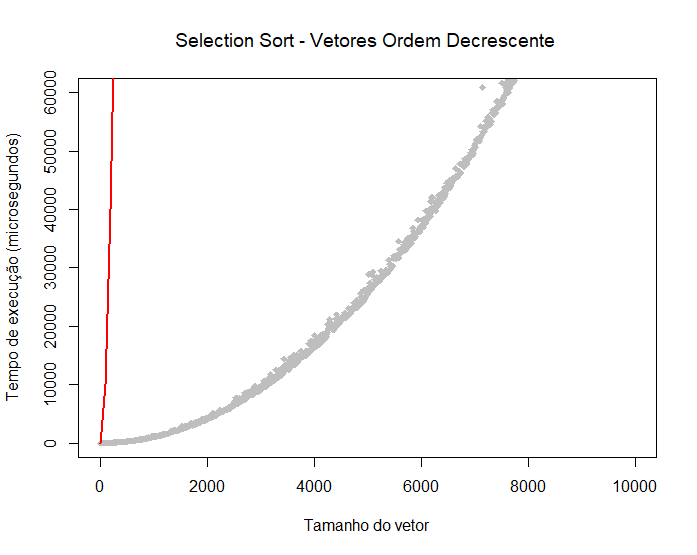 Selection Sort - Vetores Ordem Decrescente
Tempo de execução (microsegundos)
60000
50000
40000
30000
20000
10000
0
0 2000 4000 6000 8000 10000
Tamanho do vetor